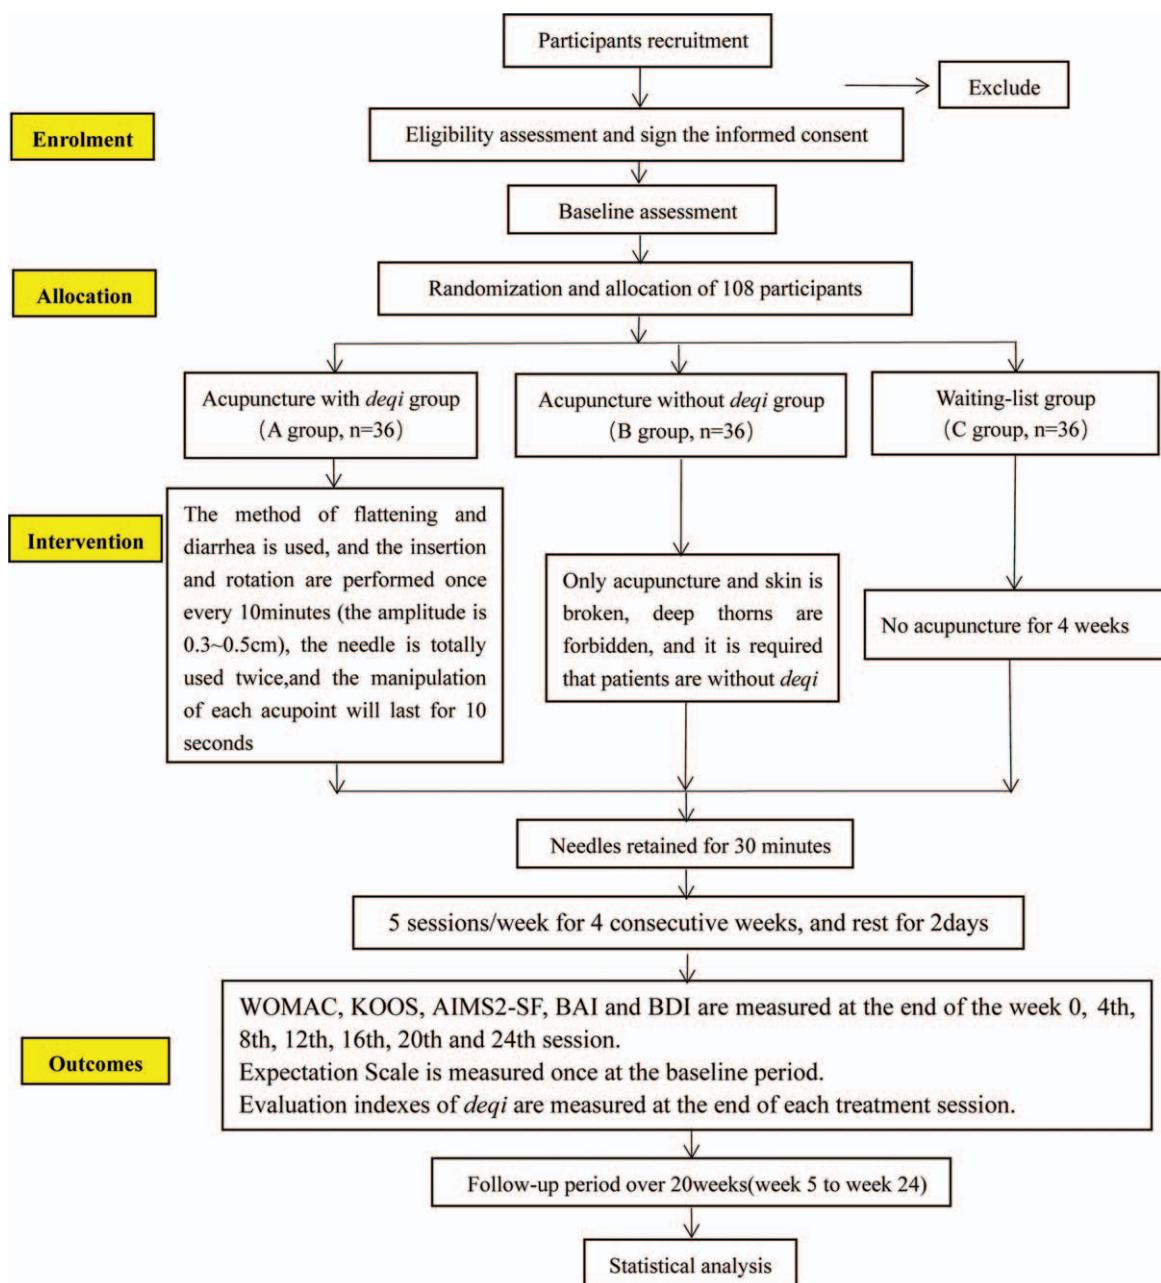 Participants recruitment
Exclude
Enrolment
Eligibility assessment and sign the informed consent
Baseline assessment
Allocation
Randomization and allocation of 108 participants
Acupuncture with deqi group
(A group, n=36)
Acupuncture without deqi group
(B group, n=36)
Waiting-list group
(C group, n=36)
Intervention
The method of flattening and
diarrhea is used, and the insertion
and rotation are performed once
every 10minutes (the amplitude is
0.3~0.5cm), the needle is totally
used twice,and the manipulation
of each acupoint will last for 10
seconds
Only acupuncture and skin is
broken, deep thorns are
forbidden, and it is required
that patients are without deqi
No acupuncture for 4 weeks
Needles retained for 30 minutes
5 sessions/week for 4 consecutive weeks, and rest for 2days
Outcomes
WOMAC, KOOS, AIMS2-SF, BAI and BDI are measured at the end of the week 0, 4th,
8th, 12th, 16th, 20th and 24th session.
Expectation Scale is measured once at the baseline period.
Evaluation indexes of deqi are measured at the end of each treatment session.
Follow-up period over 20weeks(week 5 to week 24)
Statistical analysis